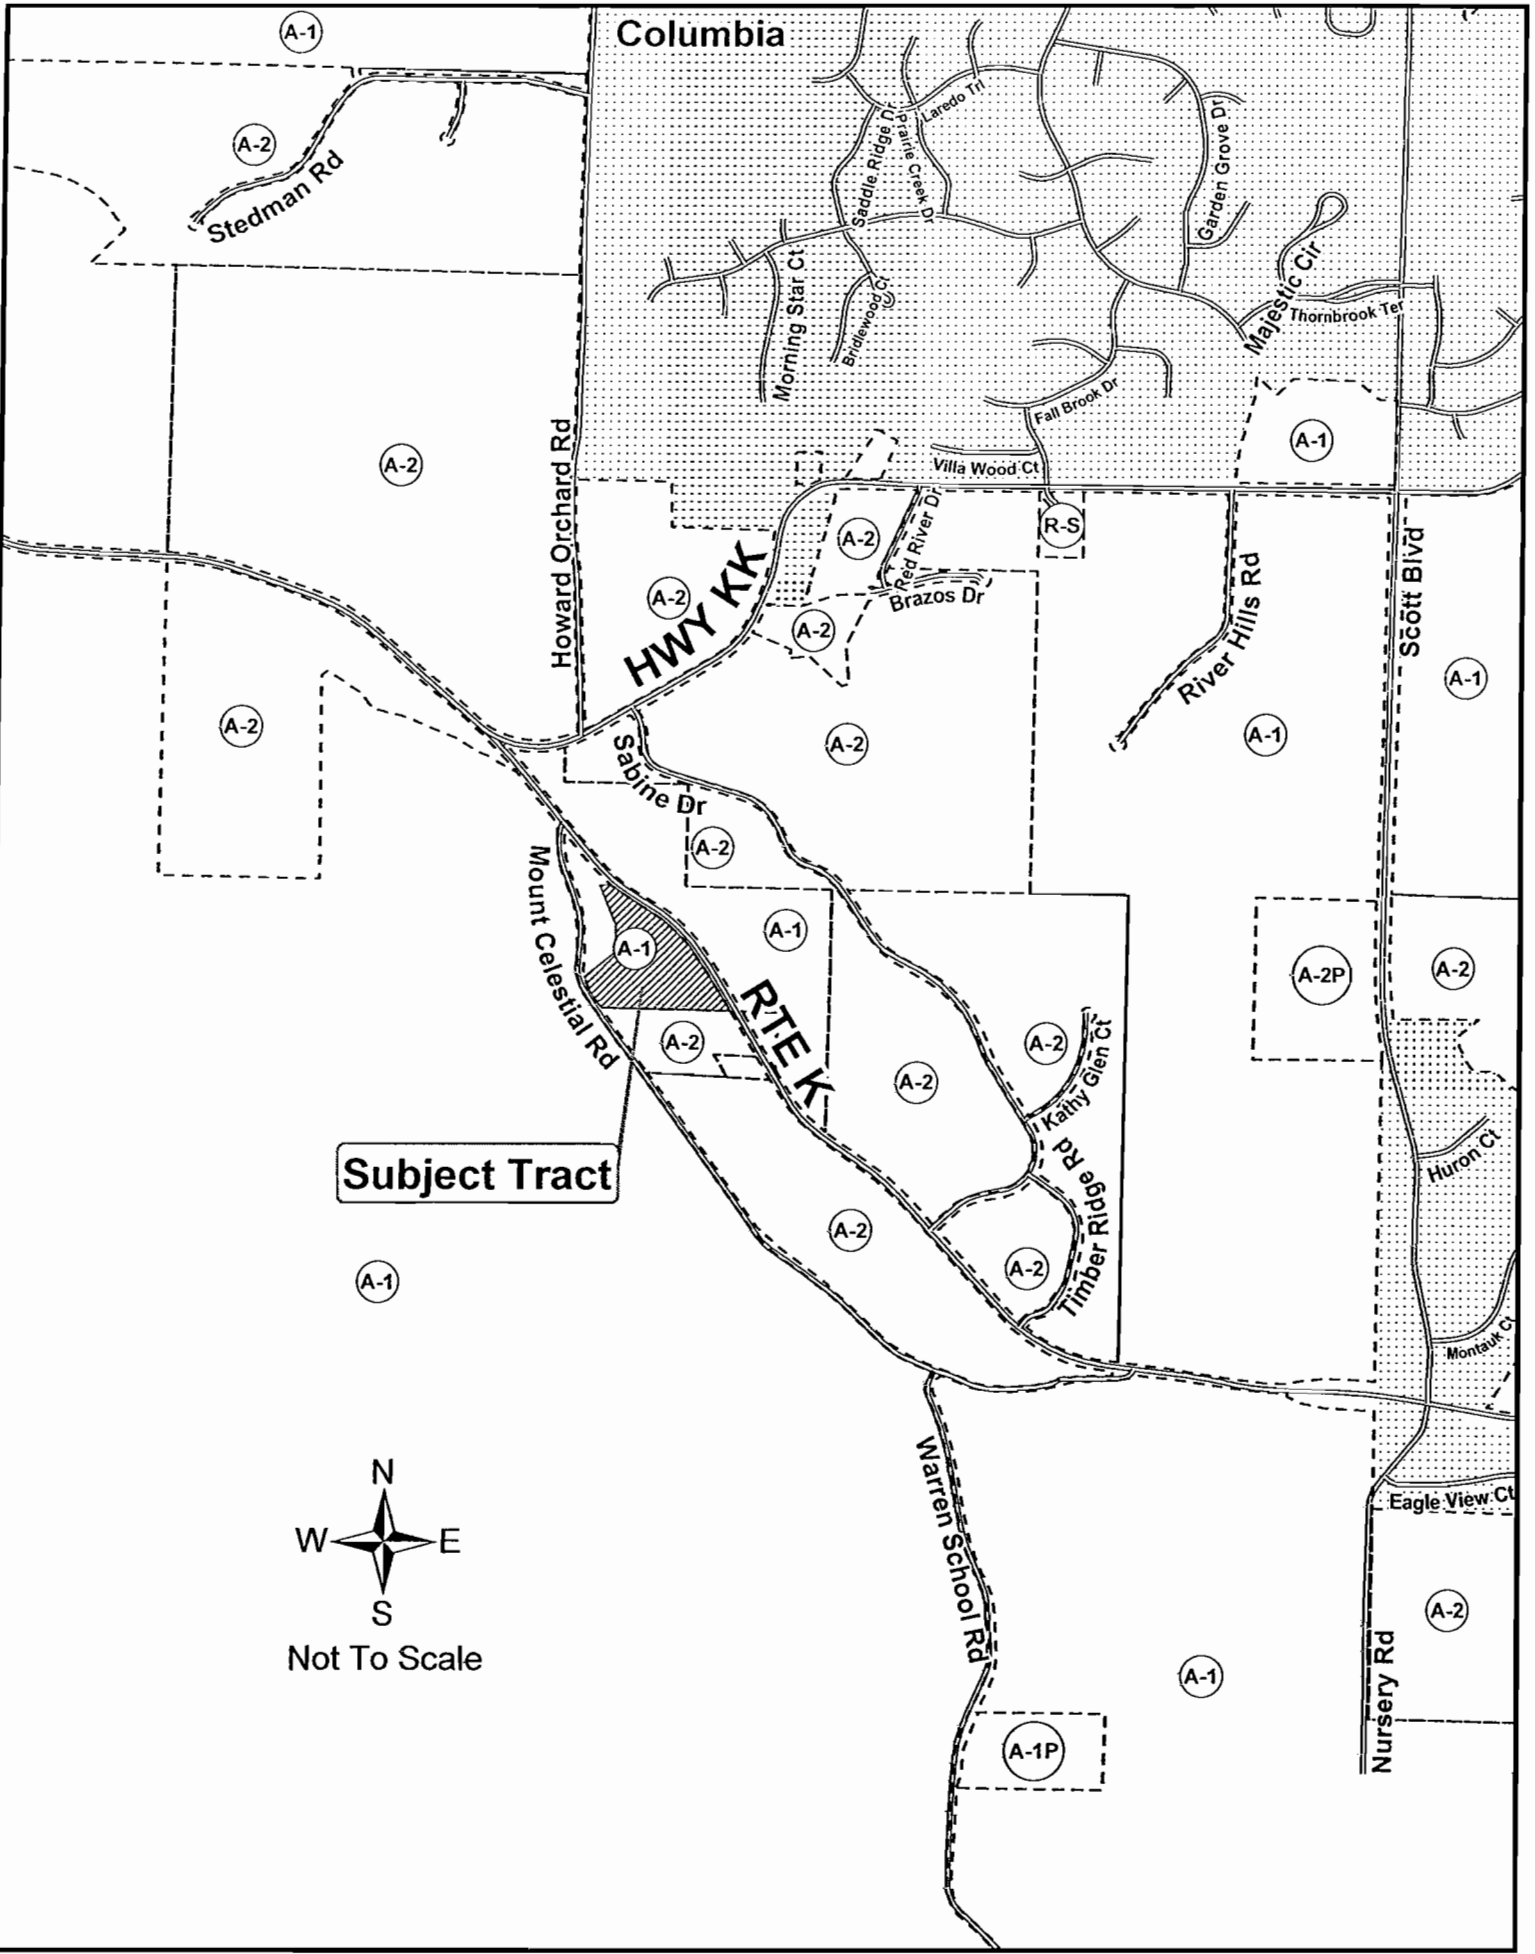 A-1
Columbia
A-2
Stedman Rd
Laredo Trl
Saddle Ridge Dr
Prairie Creek Dr
Garden Grove Dr
Majestic Cir
Thornbrook Ter
Morning Star Ct
Bridlewood Ct
Fall Brook Dr
A-1
Villa Wood Ct
A-2
Howard Orchard Rd
R-S
A-2
Red River Dr
Brazos Dr
Scott Blvd
River Hills Rd
HWY KK
A-2
A-2
A-1
A-2
A-2
A-1
Sabine Dr
A-2
Mount Celestial Rd
A-1
A-1
A-2P
A-2
RTE K
A-2
A-2
Kathy Glen Ct
A-2
Subject Tract
Huron Ct
Timber Ridge Rd
A-2
A-2
A-1
Montauk Ct
Warren School Rd
Eagle View Ct
N
W E
S
Not To Scale
A-2
Nursery Rd
A-1
A-1P